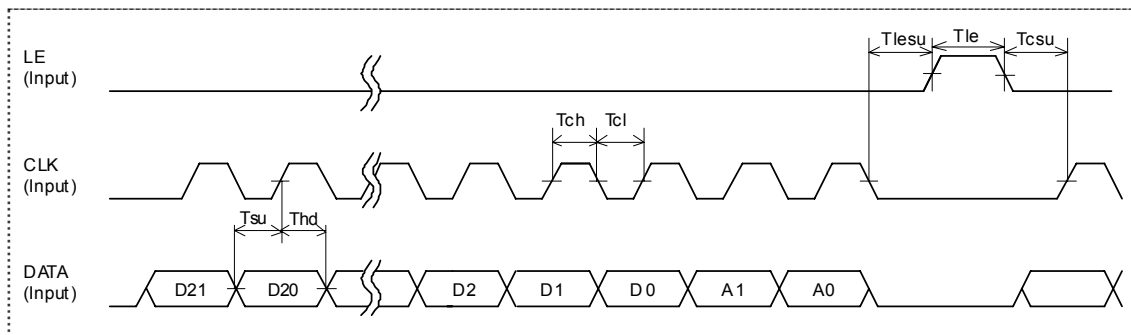 Tlesu Tle Tcsu
LE
(Input)
Tch Tcl
CLK
(Input)
Tsu Thd
DATA
(Input)
D21 D20 D2 D1 D0 A1 A0